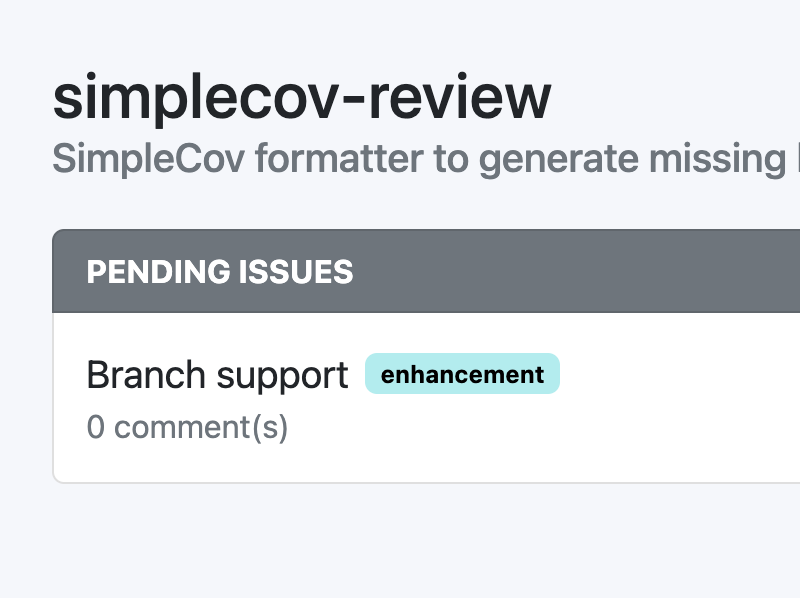 simplecov-review
SimpleCov formatter to generate missing
PENDING ISSUES
Branch support enhancement
0 comment(s)